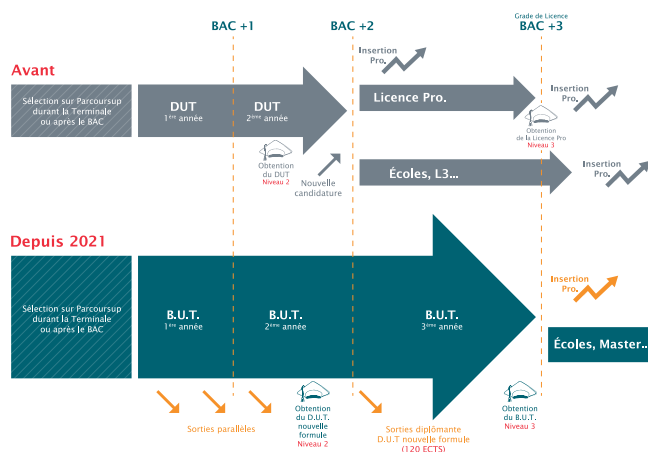 Grade de Licence
BAC +1
BAC +2
BAC +3
Avant
Insertion
Pro.
Sélection sur Parcoursup
durant la Terminale
ou après le BAC
DUT
1ère année
DUT
2ème année
Licence Pro.
Insertion
Pro.
Obtention
de la Licence Pro
Niveau 3
Obtention
du DUT
Niveau 2
Nouvelle
candidature
Écoles, L3...
Insertion
Pro.
Depuis 2021
Sélection sur Parcoursup
durant la Terminale
ou après le BAC
B.U.T.
1ère année
B.U.T.
2ème année
B.U.T.
3ème année
Insertion
Pro.
Écoles, Master...
Sorties parallèles
Obtention
du D.U.T.
nouvelle
formule
Niveau 2
Sorties diplômante
D.U.T nouvelle formule
(120 ECTS)
Obtention
du B.U.T.
Niveau 3